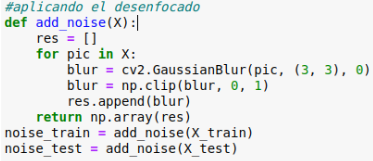 #aplicando el desenfocado
def add_noise(X):
    res = []
    for pic in X:
        blur = cv2.GaussianBlur(pic, (3, 3), 0)
        blur = np.clip(blur, 0, 1)
        res.append(blur)
    return np.array(res)
noise_train = add_noise(X_train)
noise_test = add_noise(X_test)